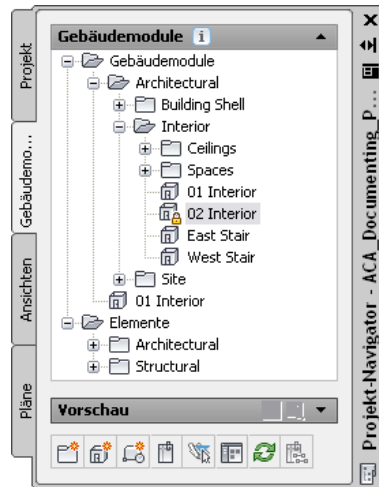 Projekt
Gebäudemo...
Ansichten
Pläne
Gebäudemodule
Gebäudemodule
Architectural
Building Shell
Interior
Ceilings
Spaces
01 Interior
02 Interior
East Stair
West Stair
Site
01 Interior
Elemente
Architectural
Structural
Vorschau
Projekt-Navigator - ACA_Documenting_P...